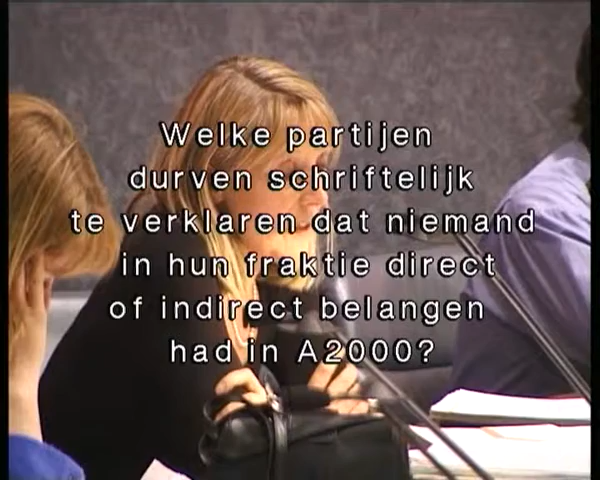 Welke partijen
durven schriftelijk
te verklaren dat niemand
in hun fraktie direct
of indirect belangen
had in A2000?